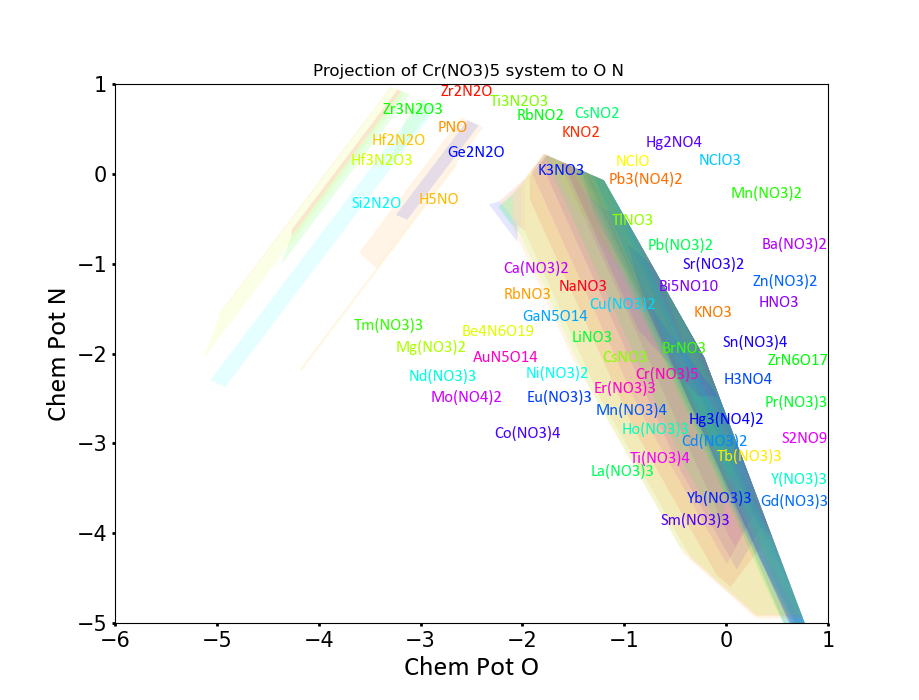 Projection of Cr(NO3)5 system to O N
Zr2N2O
Ti3N2O3
Zr3N2O3
RbNO2
CsNO2
PNO
KNO2
Hf2N2O
Hg2NO4
Ge2N2O
Hf3N2O3
NClO
NClO3
K3NO3
Pb3(NO4)2
Mn(NO3)2
H5NO
Si2N2O
TlNO3
Pb(NO3)2
Ba(NO3)2
Ca(NO3)2
Sr(NO3)2
Zn(NO3)2
NaNO3
Bi5NO10
RbNO3
Cu(NO3)2
HNO3
KNO3
GaN5O14
Tm(NO3)3
Be4N6O19
LiNO3
Sn(NO3)4
Mg(NO3)2
AuN5O14
CsNO3
BrNO3
ZrN6O17
Nd(NO3)3
Ni(NO3)2
Cr(NO3)5
H3NO4
Mo(NO4)2
Eu(NO3)3
Er(NO3)3
Pr(NO3)3
Mn(NO3)4
Hg3(NO4)2
Co(NO3)4
Ho(NO3)3
Cd(NO3)2
S2NO9
Ti(NO3)4
Tb(NO3)3
La(NO3)3
Y(NO3)3
Yb(NO3)3
Gd(NO3)3
Sm(NO3)3
1
0
−1
−2
−3
−4
−5
Chem Pot N
−6 −5 −4 −3 −2 −1 0 1
Chem Pot O